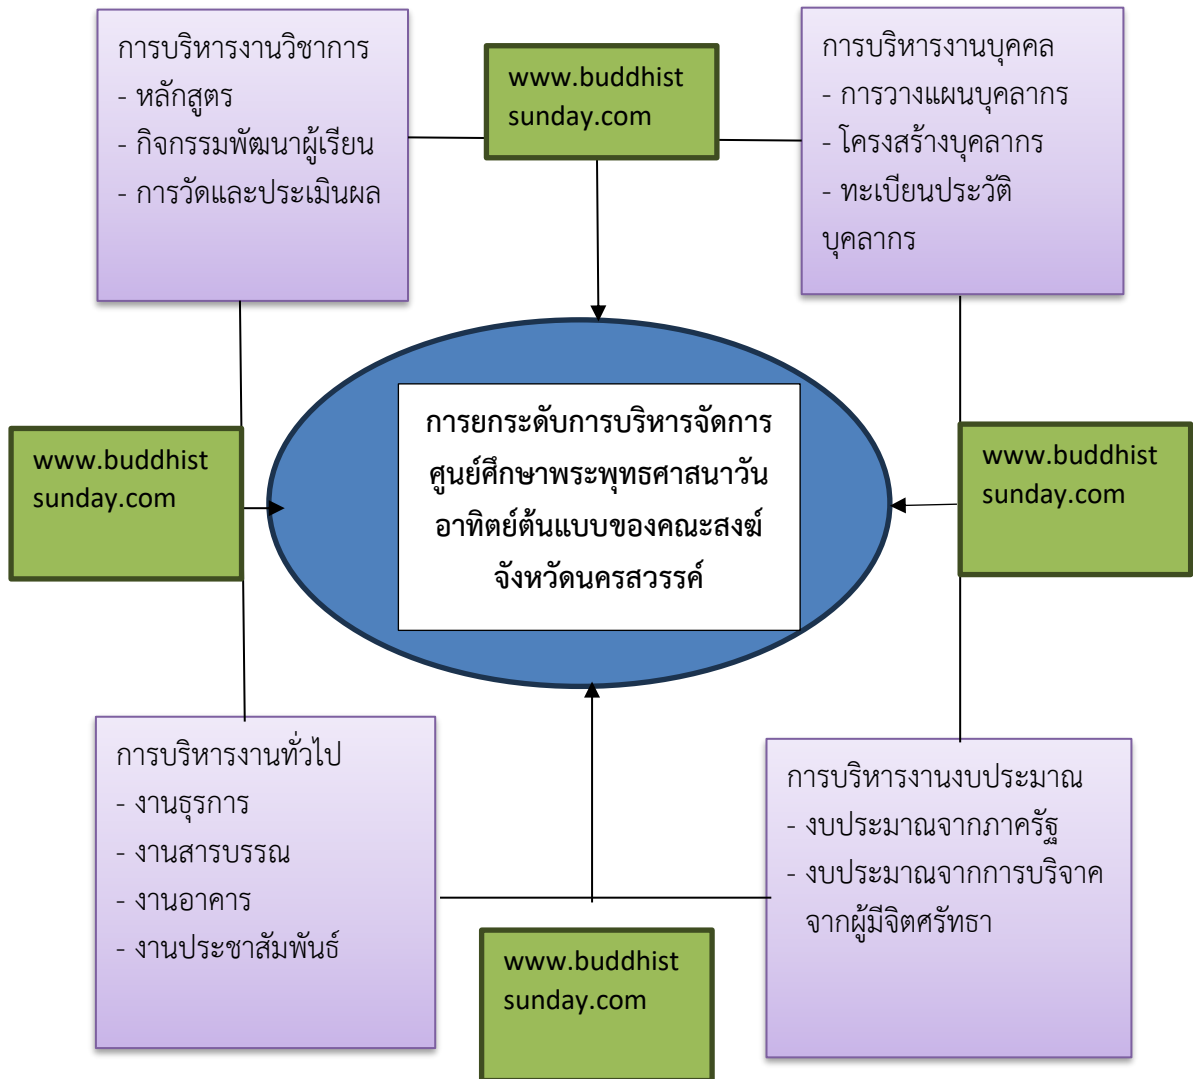 การบริหารงานวิชาการ
- หลักสูตร
- กิจกรรมพัฒนาผู้เรียน
- การวัดและประเมินผล
www.buddhist
sunday.com
การบริหารงานบุคคล
- การวางแผนบุคลากร
- โครงสร้างบุคลากร
- ทะเบียนประวัติ
บุคลากร
www.buddhist
sunday.com
การยกระดับการบริหารจัดการ
ศูนย์ศึกษาพระพุทธศาสนาวัน
อาทิตย์ต้นแบบของคณะสงฆ์
จังหวัดนครสวรรค์
www.buddhist
sunday.com
การบริหารงานทั่วไป
- งานธุรการ
- งานสารบรรณ
- งานอาคาร
- งานประชาสัมพันธ์
www.buddhist
sunday.com
การบริหารงานงบประมาณ
- งบประมาณจากภาครัฐ
- งบประมาณจากการบริจาค
จากผู้มีจิตศรัทธา